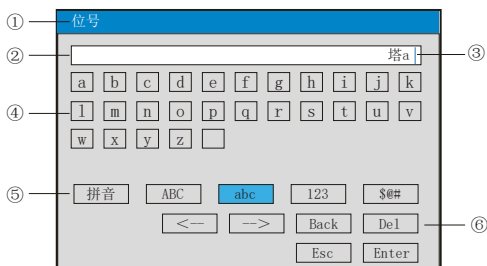 ① 位号
② 塔a ③
a b c d e f g h i j k
④ l m n o p q r s t u v
w x y z
⑤ 拼音 ABC abc 123 $@#
<-- --> Back Del ⑥
Esc Enter